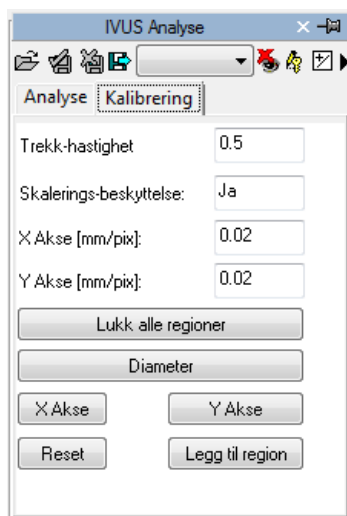 IVUS Analyse
Analyse Kalibrering
Trekk-hastighet 0.5
Skalerings-beskyttelse: Ja
X Akse [mm/pix]: 0.02
Y Akse [mm/pix]: 0.02
Lukk alle regioner
Diameter
X Akse Y Akse
Reset Legg til region